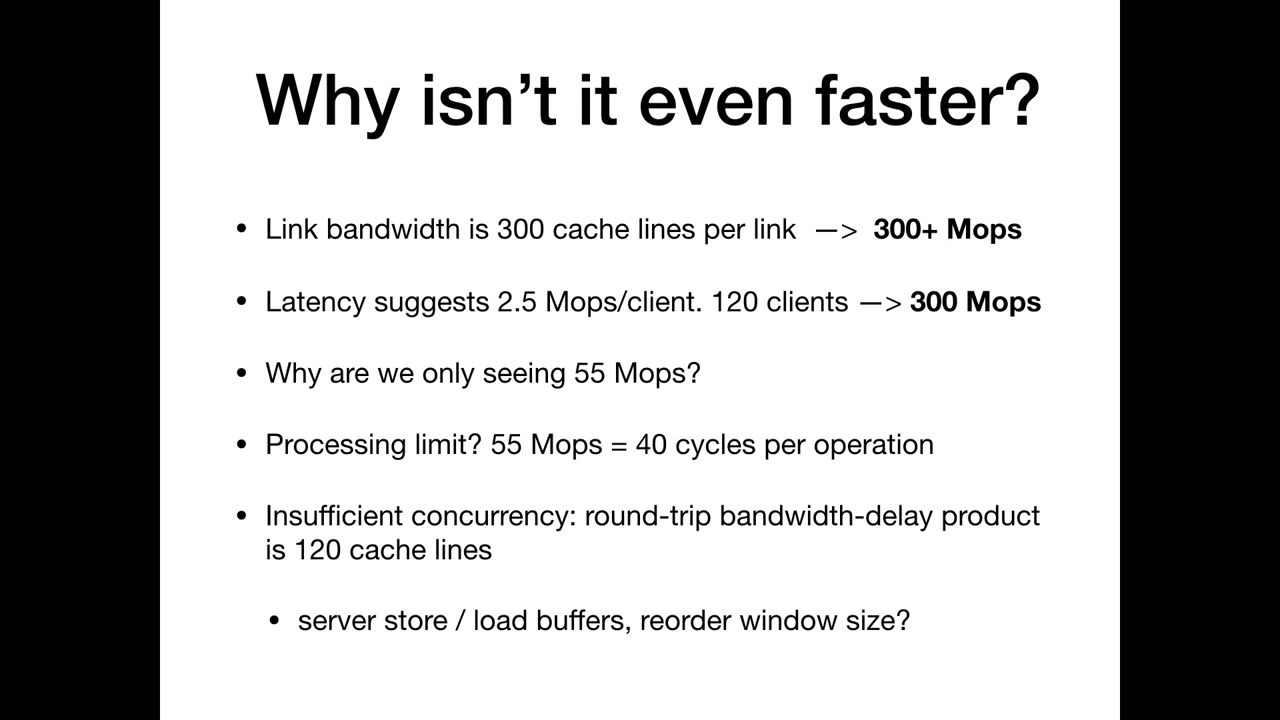 Why isn’t it even faster?
• Link bandwidth is 300 cache lines per link —> 300+ Mops
• Latency suggests 2.5 Mops/client. 120 clients —> 300 Mops
• Why are we only seeing 55 Mops?
• Processing limit? 55 Mops = 40 cycles per operation
• Insufficient concurrency: round-trip bandwidth-delay product
is 120 cache lines
• server store / load buffers, reorder window size?